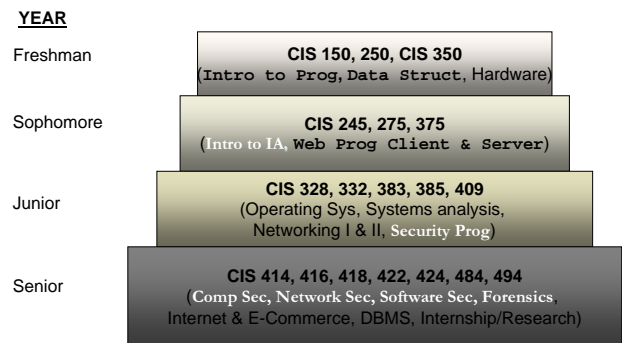 YEAR
Freshman
CIS 150, 250, CIS 350
(Intro to Prog, Data Struct, Hardware)
Sophomore
CIS 245, 275, 375
(Intro to IA, Web Prog Client & Server)
Junior
CIS 328, 332, 383, 385, 409
(Operating Sys, Systems analysis,
Networking I & II, Security Prog)
Senior
CIS 414, 416, 418, 422, 424, 484, 494
(Comp Sec, Network Sec, Software Sec, Forensics,
Internet & E-Commerce, DBMS, Internship/Research)